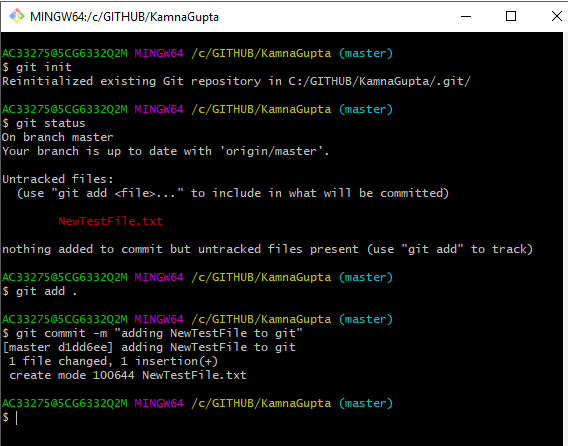 MINGW64:/c/GITHUB/KamnaGupta
AC33275@5CG6332Q2M MINGW64 /c/GITHUB/KamnaGupta (master)
$ git init
Reinitialized existing Git repository in C:/GITHUB/KamnaGupta/.git/
AC33275@5CG6332Q2M MINGW64 /c/GITHUB/KamnaGupta (master)
$ git status
On branch master
Your branch is up to date with 'origin/master'.
Untracked files:
(use "git add <file>..." to include in what will be committed)
NewTestFile.txt
nothing added to commit but untracked files present (use "git add" to track)
AC33275@5CG6332Q2M MINGW64 /c/GITHUB/KamnaGupta (master)
$ git add .
AC33275@5CG6332Q2M MINGW64 /c/GITHUB/KamnaGupta (master)
$ git commit -m "adding NewTestFile to git"
[master d1dd6ee] adding NewTestFile to git
1 file changed, 1 insertion(+)
create mode 100644 NewTestFile.txt
AC33275@5CG6332Q2M MINGW64 /c/GITHUB/KamnaGupta (master)
$